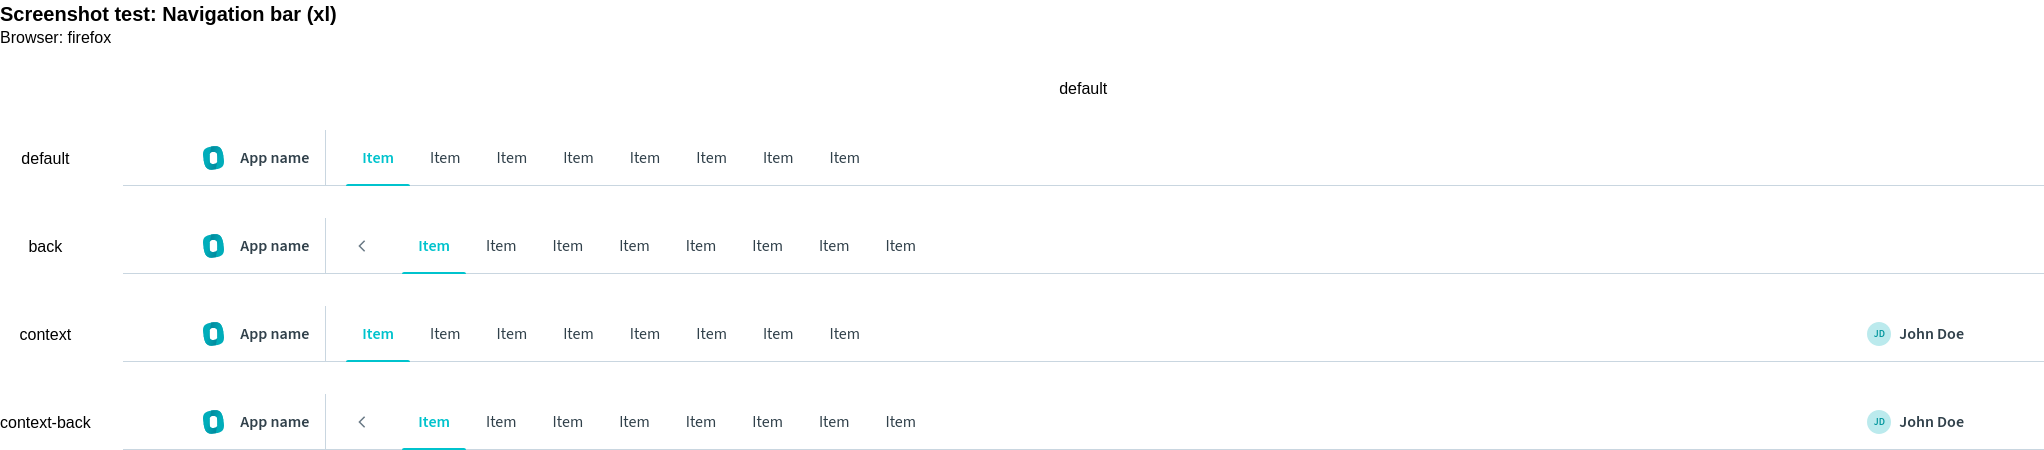 Screenshot test: Navigation bar (xl)
Browser: firefox
default
default App name Item Item Item Item Item Item Item Item
back App name Item Item Item Item Item Item Item Item
context App name Item Item Item Item Item Item Item Item JD John Doe
context-back App name Item Item Item Item Item Item Item Item JD John Doe